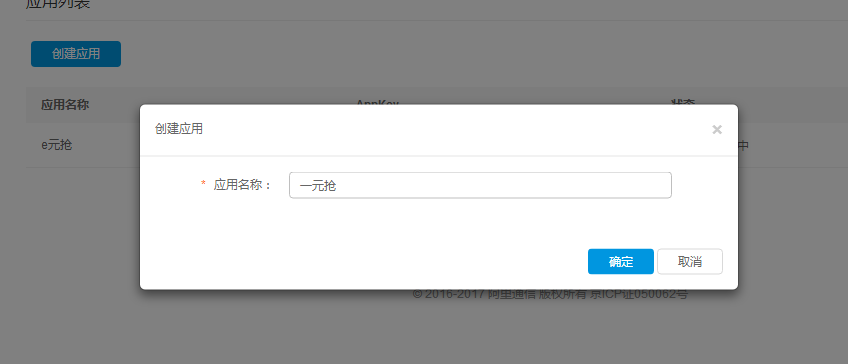 应用列表
创建应用
应用名称 AppKey 状态
创建应用 ×
e元抢 中
* 应用名称： 一元抢
确定 取消
© 2016-2017 阿里通信 版权所有 京ICP证050062号